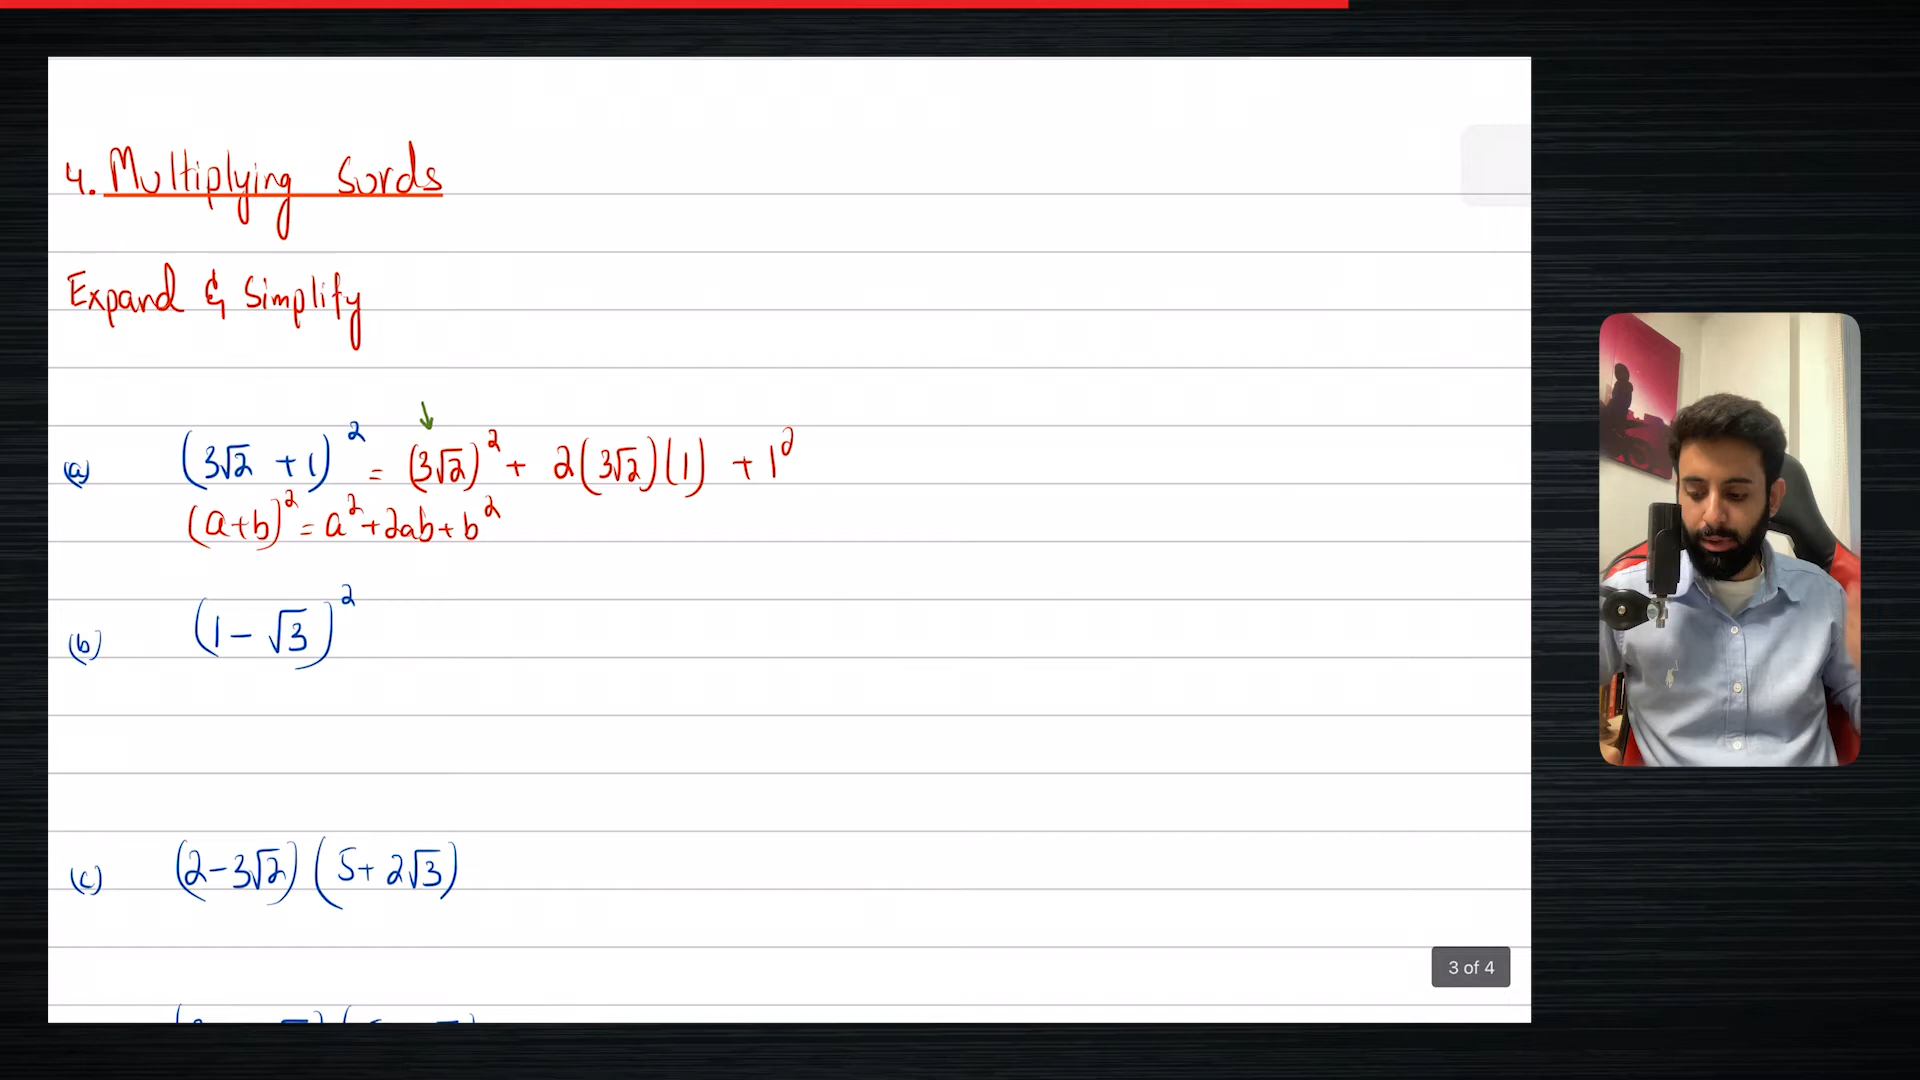 4. Multiplying Surds
Expand & Simplify
(a) (3√2 + 1)² = (3√2)² + 2(3√2)(1) + 1²
(a+b)² = a² + 2ab + b²
(b) (1 − √3)²
(c) (2 − 3√2)(5 + 2√3)
3 of 4